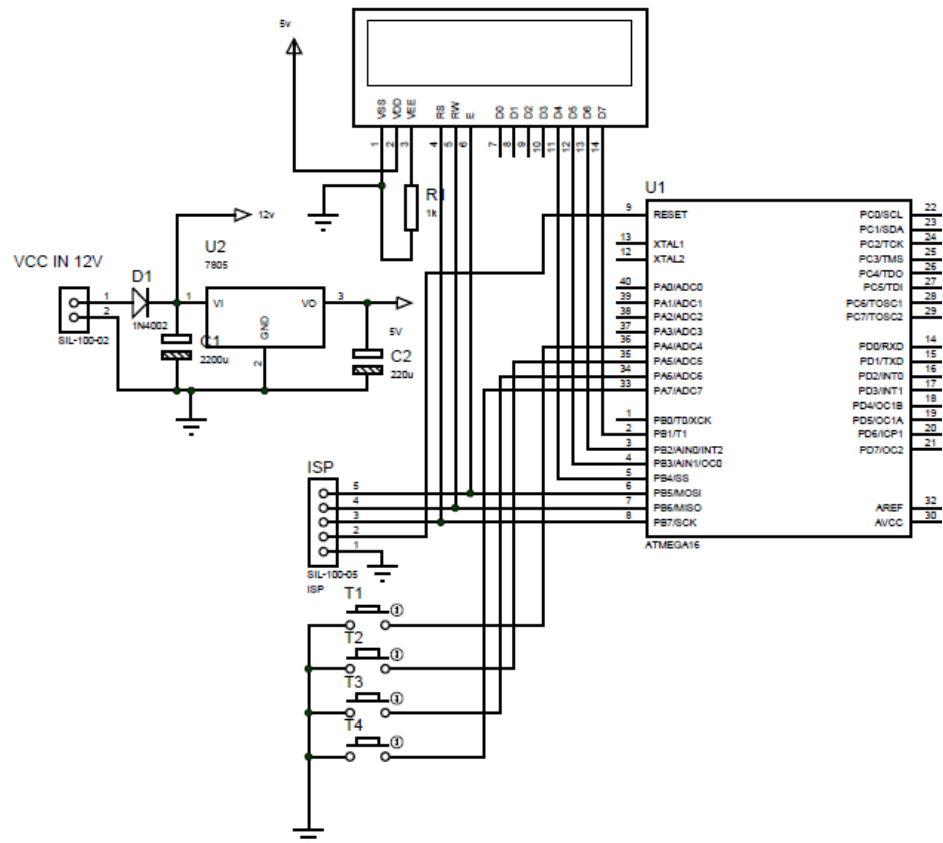 5v
VSS VDD VEE RS RW E D0 D1 D2 D3 D4 D5 D6 D7
1 2 3 4 5 6 7 8 9 10 11 12 13 14
R1
1k
12v
U2
7805
VCC IN 12V
D1
1 2
SIL-100-02
1N4002
1 VI VO 3
GND
2
5V
C1
2200u
C2
220u
U1
9 RESET PC0/SCL 22
PC1/SDA 23
13 XTAL1 PC2/TCK 24
12 XTAL2 PC3/TMS 25
PC4/TDO 26
40 PA0/ADC0 PC5/TDI 27
39 PA1/ADC1 PC6/TOSC1 28
38 PA2/ADC2 PC7/TOSC2 29
37 PA3/ADC3
36 PA4/ADC4 PD0/RXD 14
35 PA5/ADC5 PD1/TXD 15
34 PA6/ADC6 PD2/INT0 16
33 PA7/ADC7 PD3/INT1 17
PD4/OC1B 18
1 PB0/T0/XCK PD5/OC1A 19
2 PB1/T1 PD6/ICP1 20
3 PB2/AIN0/INT2 PD7/OC2 21
4 PB3/AIN1/OC0
5 PB4/SS
6 PB5/MOSI
7 PB6/MISO AREF 32
8 PB7/SCK AVCC 30
ATMEGA16
ISP
5
4
3
2
1
SIL-100-05
ISP
T1
T2
T3
T4